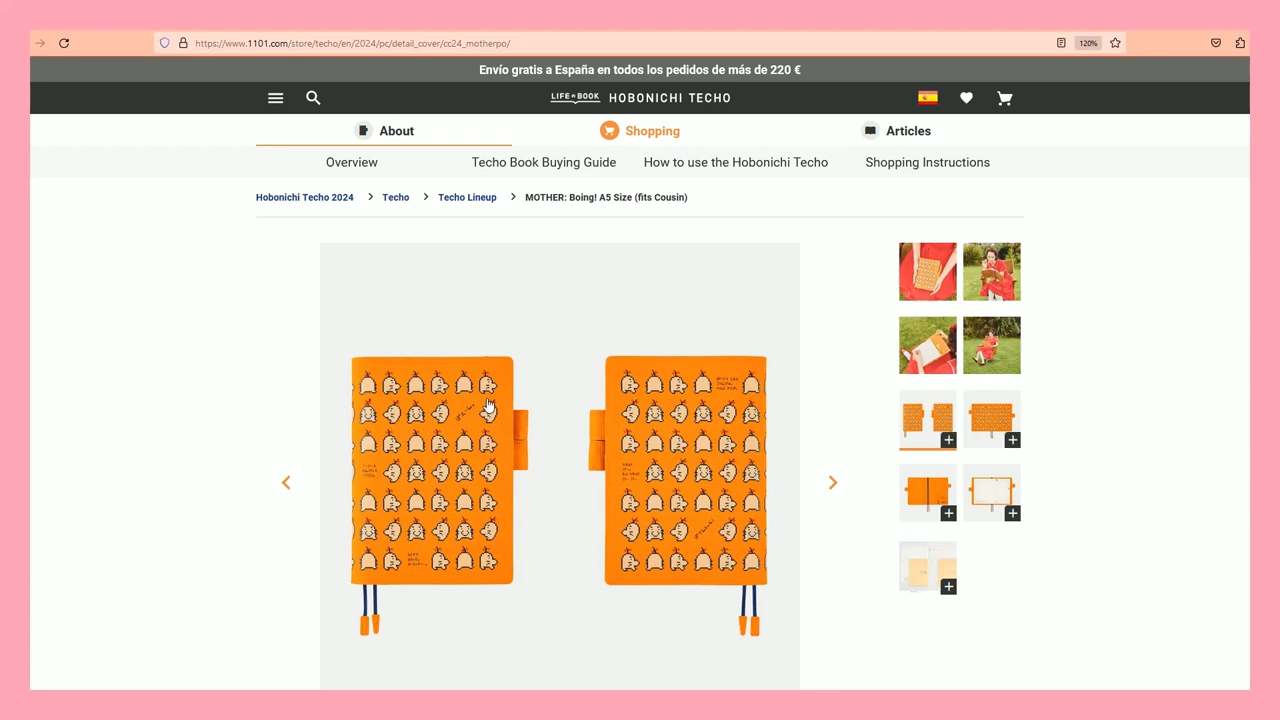 https://www.1101.com/store/techo/en/2024/pc/detail_cover/cc24_motherpo/
120%
Envío gratis a España en todos los pedidos de más de 220 €
LIFE BOOK HOBONICHI TECHO
About
Shopping
Articles
Overview
Techo Book Buying Guide
How to use the Hobonichi Techo
Shopping Instructions
Hobonichi Techo 2024 > Techo > Techo Lineup > MOTHER: Boing! A5 Size (fits Cousin)